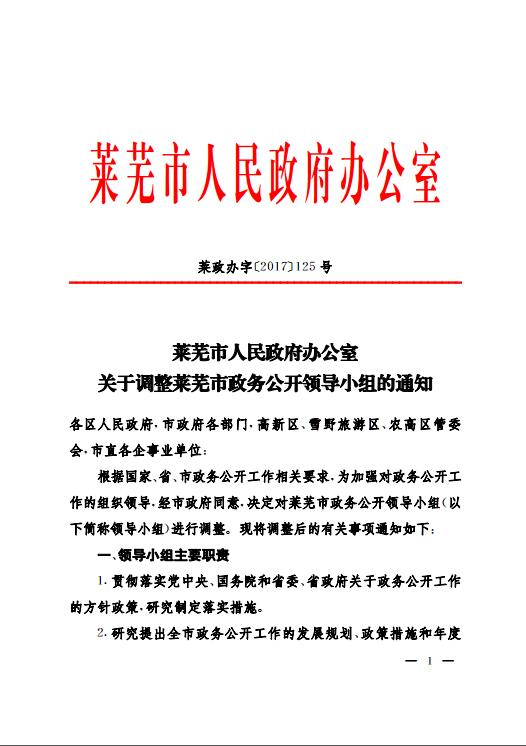 莱芜市人民政府办公室
莱政办字〔2017〕125号
莱芜市人民政府办公室
关于调整莱芜市政务公开领导小组的通知
各区人民政府,市政府各部门,高新区、雪野旅游区、农高区管委
会,市直各企事业单位:
根据国家、省、市政务公开工作相关要求,为加强对政务公开工
作的组织领导,经市政府同意,决定对莱芜市政务公开领导小组(以
下简称领导小组)进行调整。现将调整后的有关事项通知如下:
一、领导小组主要职责
1. 贯彻落实党中央、国务院和省委、省政府关于政务公开工作
的方针政策,研究制定落实措施。
2. 研究提出全市政务公开工作的发展规划、政策措施和年度
— 1 —